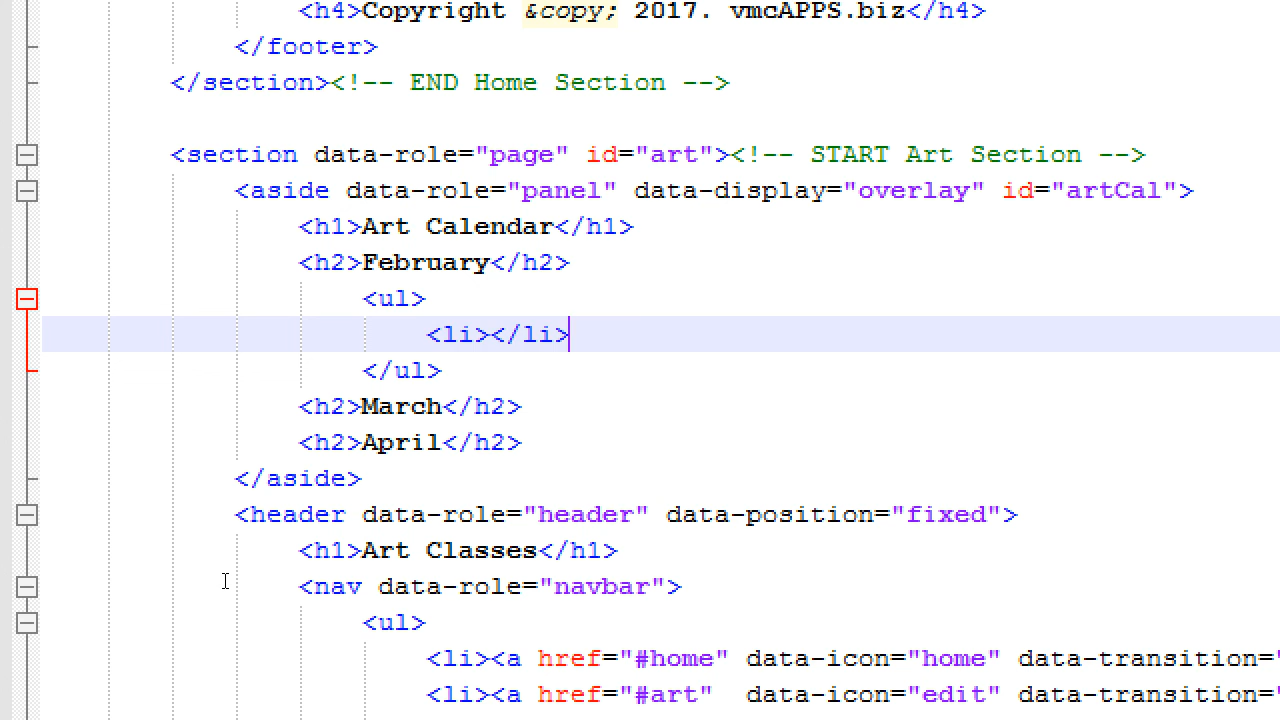 <h4>Copyright &copy; 2017. vmcAPPS.biz</h4>
</footer>
</section><!-- END Home Section -->
<section data-role="page" id="art"><!-- START Art Section -->
<aside data-role="panel" data-display="overlay" id="artCal">
<h1>Art Calendar</h1>
<h2>February</h2>
<ul>
<li></li>
</ul>
<h2>March</h2>
<h2>April</h2>
</aside>
<header data-role="header" data-position="fixed">
<h1>Art Classes</h1>
<nav data-role="navbar">
<ul>
<li><a href="#home" data-icon="home" data-transition="
<li><a href="#art"  data-icon="edit" data-transition="